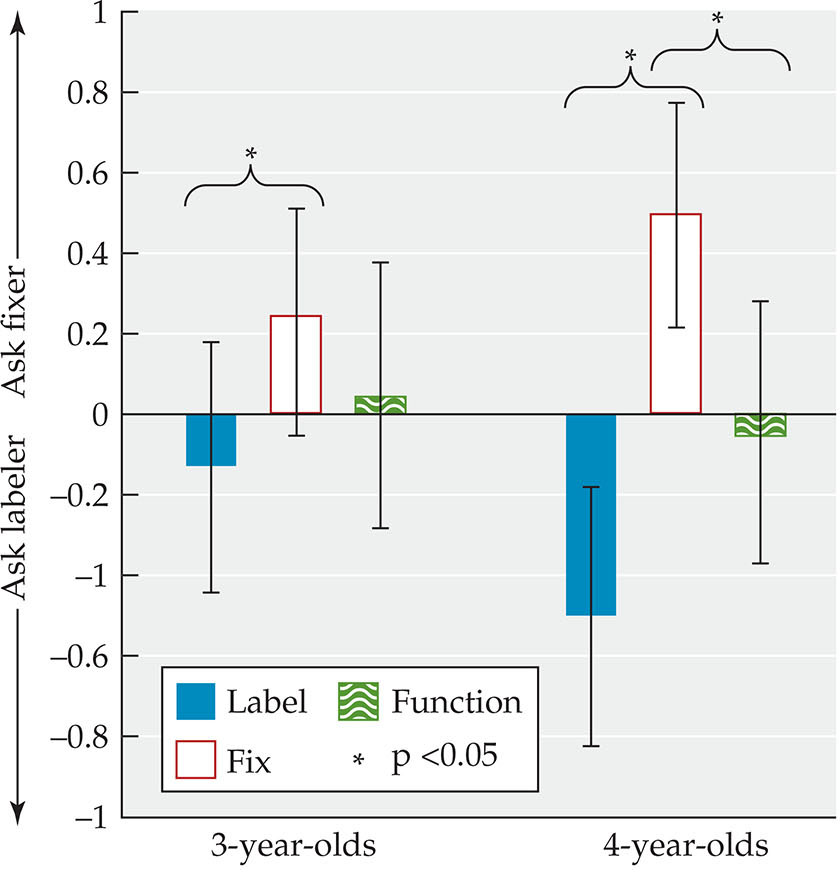 1
0.8
0.6
0.4
0.2
0
–0.2
–1
–0.6
–0.8
–1
Ask fixer
Ask labeler
*
*
*
Label
Function
Fix
* p <0.05
3-year-olds
4-year-olds